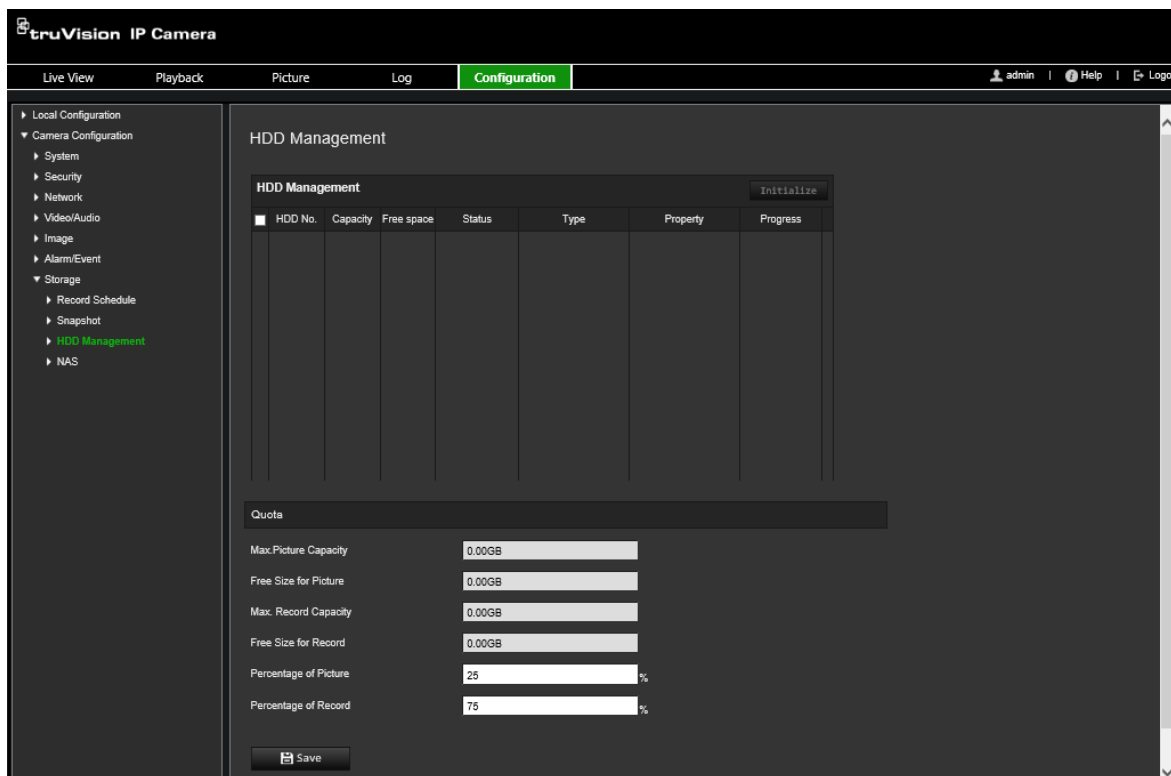 truVision IP Camera
Live View Playback Picture Log Configuration admin | Help | Logo
Local Configuration
Camera Configuration
System
Security
Network
Video/Audio
Image
Alarm/Event
Storage
Record Schedule
Snapshot
HDD Management
NAS
HDD Management
HDD Management Initialize
HDD No. Capacity Free space Status Type Property Progress
Quota
Max.Picture Capacity 0.00GB
Free Size for Picture 0.00GB
Max. Record Capacity 0.00GB
Free Size for Record 0.00GB
Percentage of Picture 25 %
Percentage of Record 75 %
Save